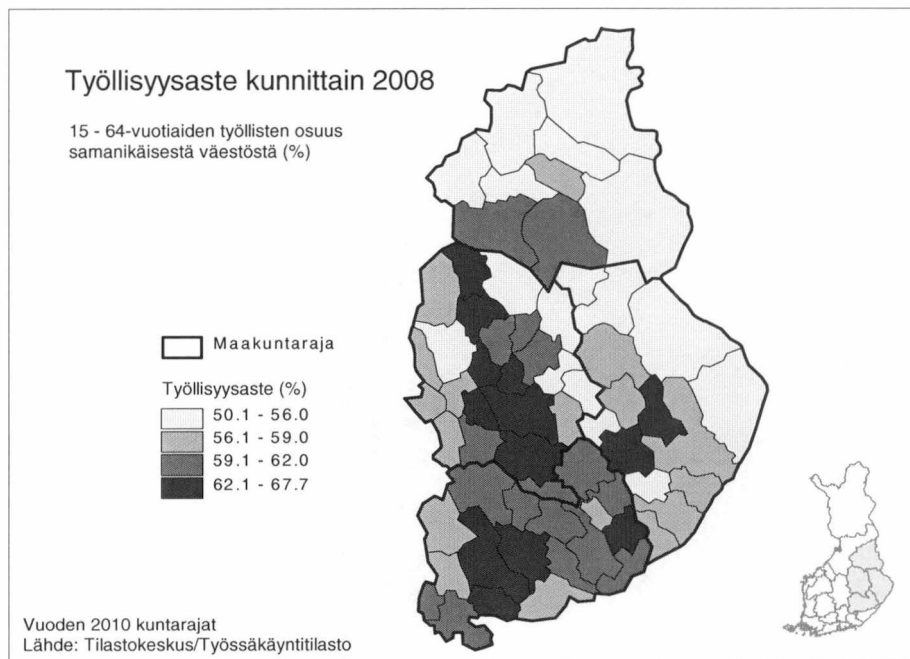 Työllisyysaste kunnittain 2008
15 - 64-vuotiaiden työllisten osuus
samanikäisestä väestöstä (%)
Maakuntaraja
Työllisyysaste (%)
50.1 - 56.0
56.1 - 59.0
59.1 - 62.0
62.1 - 67.7
Vuoden 2010 kuntarajat
Lähde: Tilastokeskus/Työssäkäyntitilasto